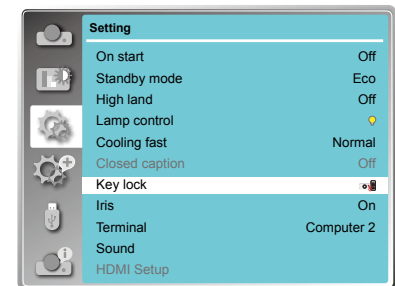 Setting
On start Off
Standby mode Eco
High land Off
Lamp control
Cooling fast Normal
Closed caption Off
Key lock
Iris On
Terminal Computer 2
Sound
HDMI Setup